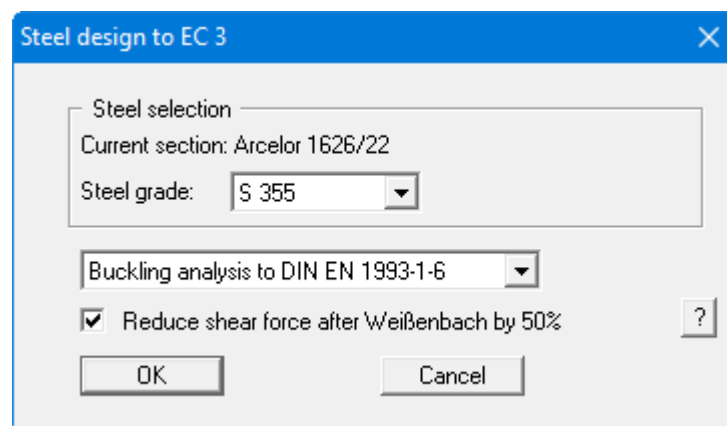 Steel design to EC 3
Steel selection
Current section: Arcelor 1626/22
Steel grade: S 355
Buckling analysis to DIN EN 1993-1-6
Reduce shear force after Weißenbach by 50%
?
OK Cancel